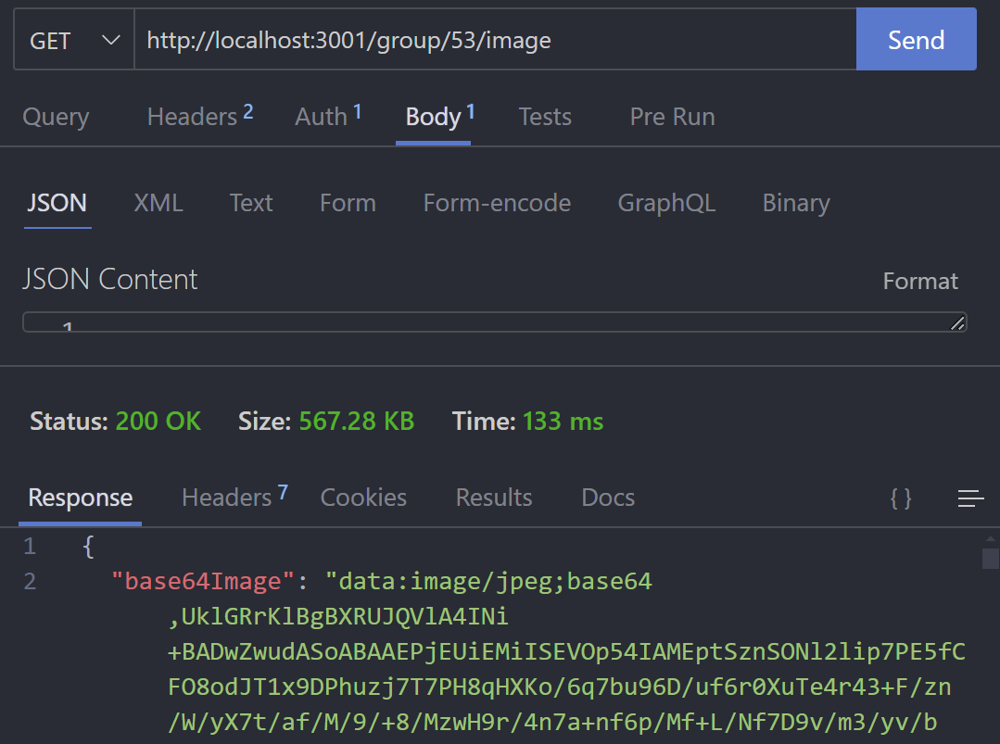 GET http://localhost:3001/group/53/image Send
Query Headers 2 Auth 1 Body 1 Tests Pre Run
JSON XML Text Form Form-encode GraphQL Binary
JSON Content Format
1
Status: 200 OK Size: 567.28 KB Time: 133 ms
Response Headers 7 Cookies Results Docs { }
1 {
2 "base64Image": "data:image/jpeg;base64
,UklGRrKlBgBXRUJQVlA4INi
+BADwZwudASoABAAEPjEUiEMiISEVOp54IAMEptSznSONl2lip7PE5fC
FO8odJT1x9DPhuzj7T7PH8qHXKo/6q7bu96D/uf6r0XuTe4r43+F/zn
/W/yX7t/af/M/9/+8/MzwH9r/4n7a+nf6p/Mf+L/Nf7D9v/m3/yv/b